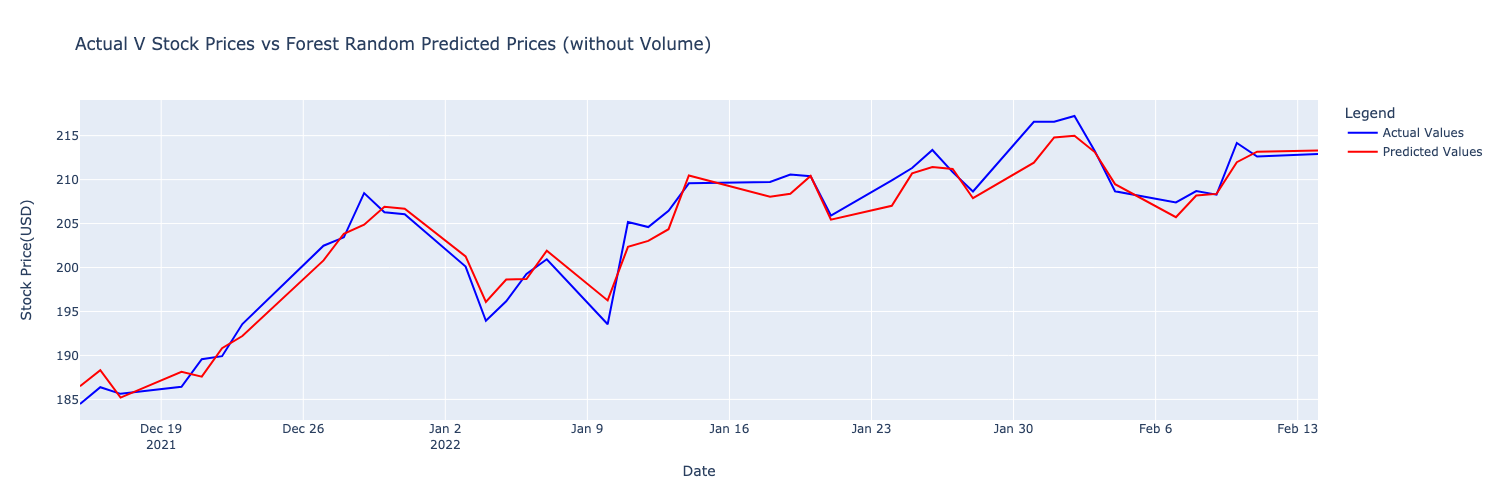 Actual V Stock Prices vs Forest Random Predicted Prices (without Volume)
Legend
Actual Values
Predicted Values
Stock Price(USD)
215
210
205
200
195
190
185
Dec 19
2021
Dec 26
Jan 2
2022
Jan 9
Jan 16
Jan 23
Jan 30
Feb 6
Feb 13
Date